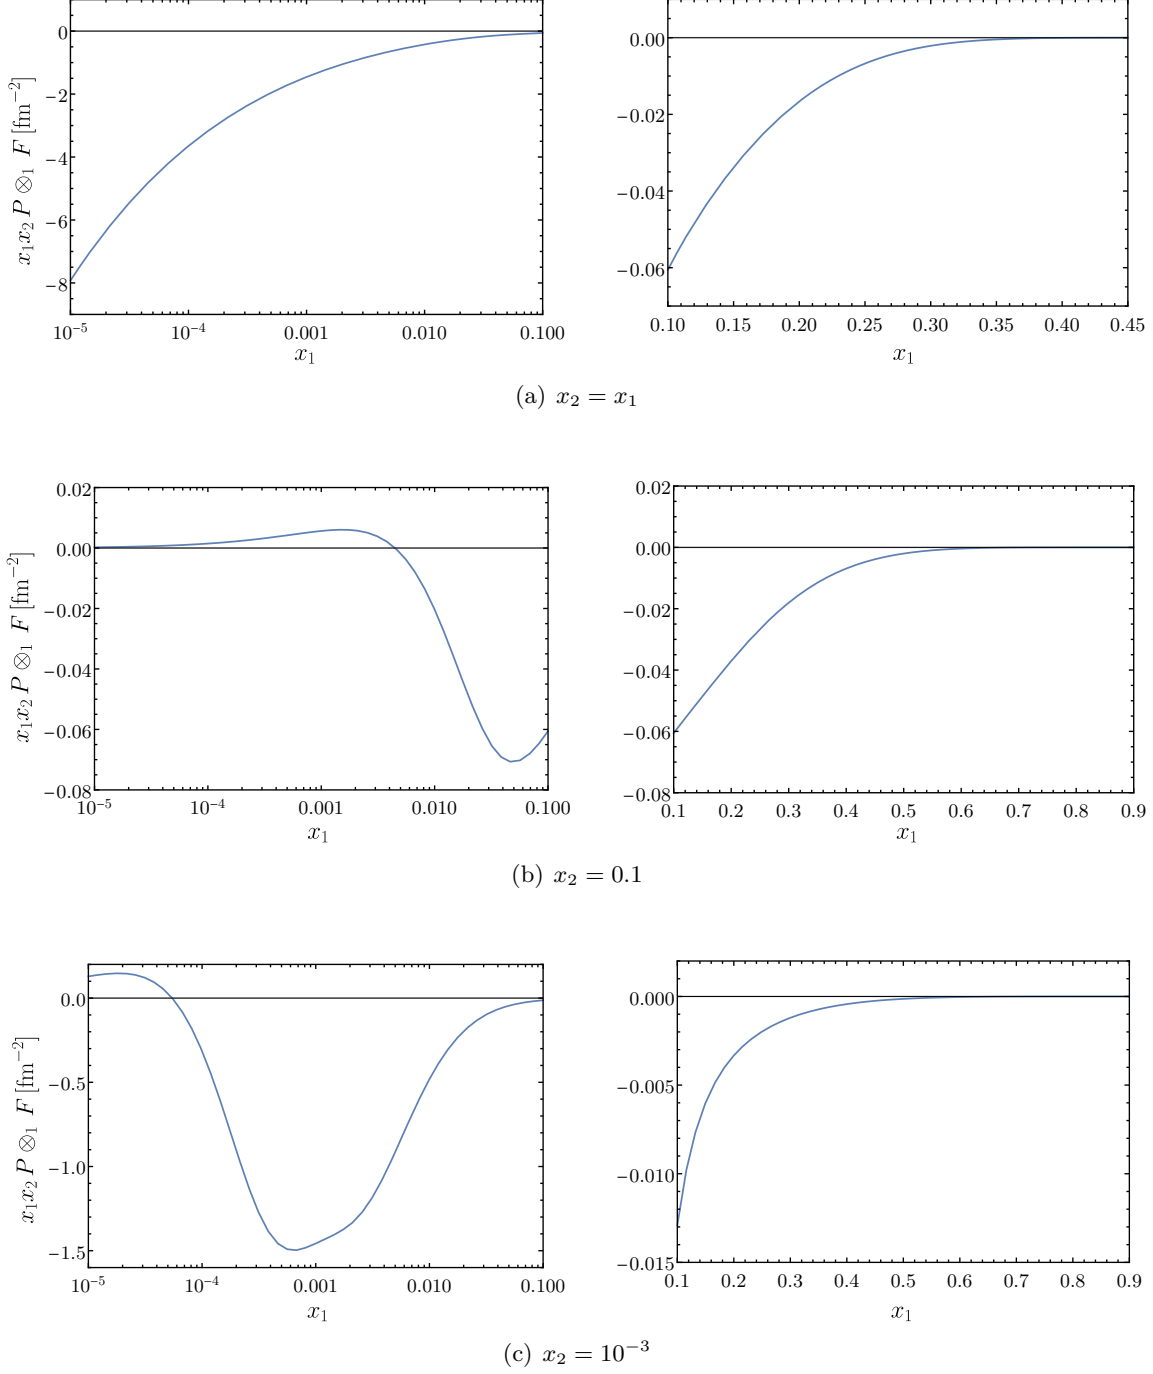 x₁x₂ P ⊗₁ F [fm⁻²]
0
−2
−4
−6
−8
10⁻⁵ 10⁻⁴ 0.001 0.010 0.100
x₁
0.00
−0.02
−0.04
−0.06
0.10 0.15 0.20 0.25 0.30 0.35 0.40 0.45
x₁
(a) x₂ = x₁
x₁x₂ P ⊗₁ F [fm⁻²]
0.02
0.00
−0.02
−0.04
−0.06
−0.08
10⁻⁵ 10⁻⁴ 0.001 0.010 0.100
x₁
0.02
0.00
−0.02
−0.04
−0.06
−0.08
0.1 0.2 0.3 0.4 0.5 0.6 0.7 0.8 0.9
x₁
(b) x₂ = 0.1
x₁x₂ P ⊗₁ F [fm⁻²]
0.0
−0.5
−1.0
−1.5
10⁻⁵ 10⁻⁴ 0.001 0.010 0.100
x₁
0.000
−0.005
−0.010
−0.015
0.1 0.2 0.3 0.4 0.5 0.6 0.7 0.8 0.9
x₁
(c) x₂ = 10⁻³